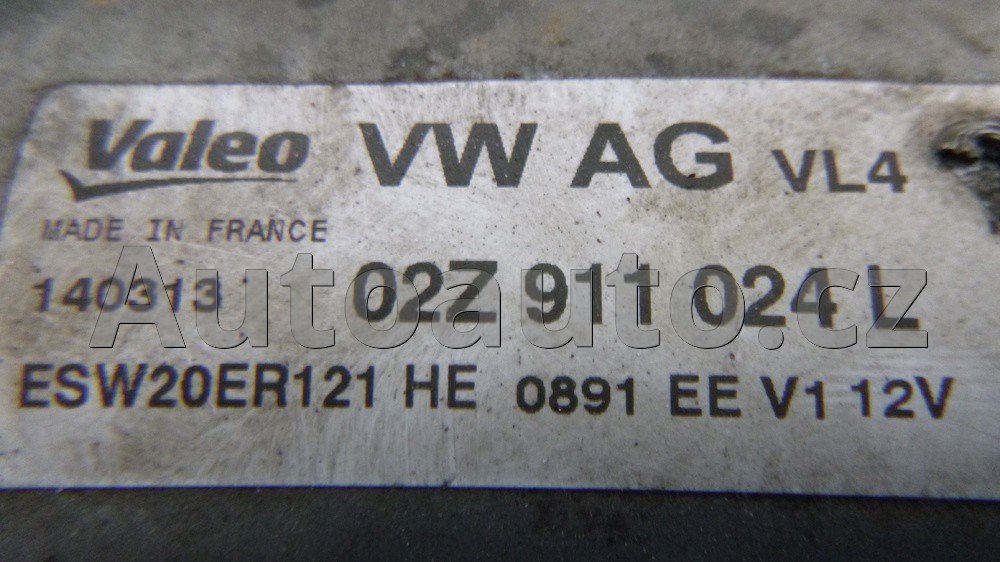 Valeo VW AG VL4
MADE IN FRANCE
140313 02Z 911 024 L
Autoauto.cz
ESW20ER121 HE 0891 EE V1 12V